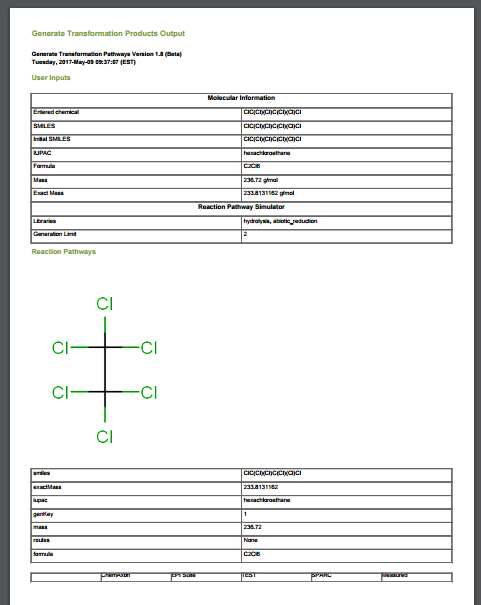 Generate Transformation Products Output
Generate Transformation Pathways Version 1.8 (Beta)
Tuesday, 2017-May-09 09:37:07 (EST)
User Inputs
Molecular Information
Entered chemical ClC(Cl)(Cl)C(Cl)(Cl)Cl
SMILES ClC(Cl)(Cl)C(Cl)(Cl)Cl
Initial SMILES ClC(Cl)(Cl)C(Cl)(Cl)Cl
IUPAC hexachloroethane
Formula C2Cl6
Mass 236.72 g/mol
Exact Mass 233.8131162 g/mol
Reaction Pathway Simulator
Libraries hydrolysis, abiotic_reduction
Generation Limit 2
Reaction Pathways
Cl
Cl Cl
Cl Cl
Cl
smiles ClC(Cl)(Cl)C(Cl)(Cl)Cl
exactMass 233.8131162
iupac hexachloroethane
genKey 1
mass 236.72
routes None
formula C2Cl6
ChemAxon EPI Suite TEST SPARC Measured